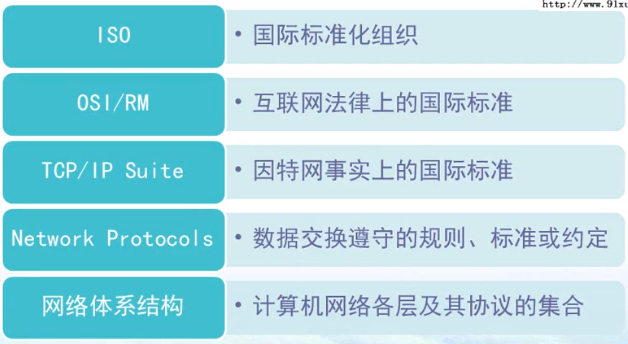 ISO
• 国际标准化组织
OSI/RM
• 互联网法律上的国际标准
TCP/IP Suite
• 因特网事实上的国际标准
Network Protocols
• 数据交换遵守的规则、标准或约定
网络体系结构
• 计算机网络各层及其协议的集合